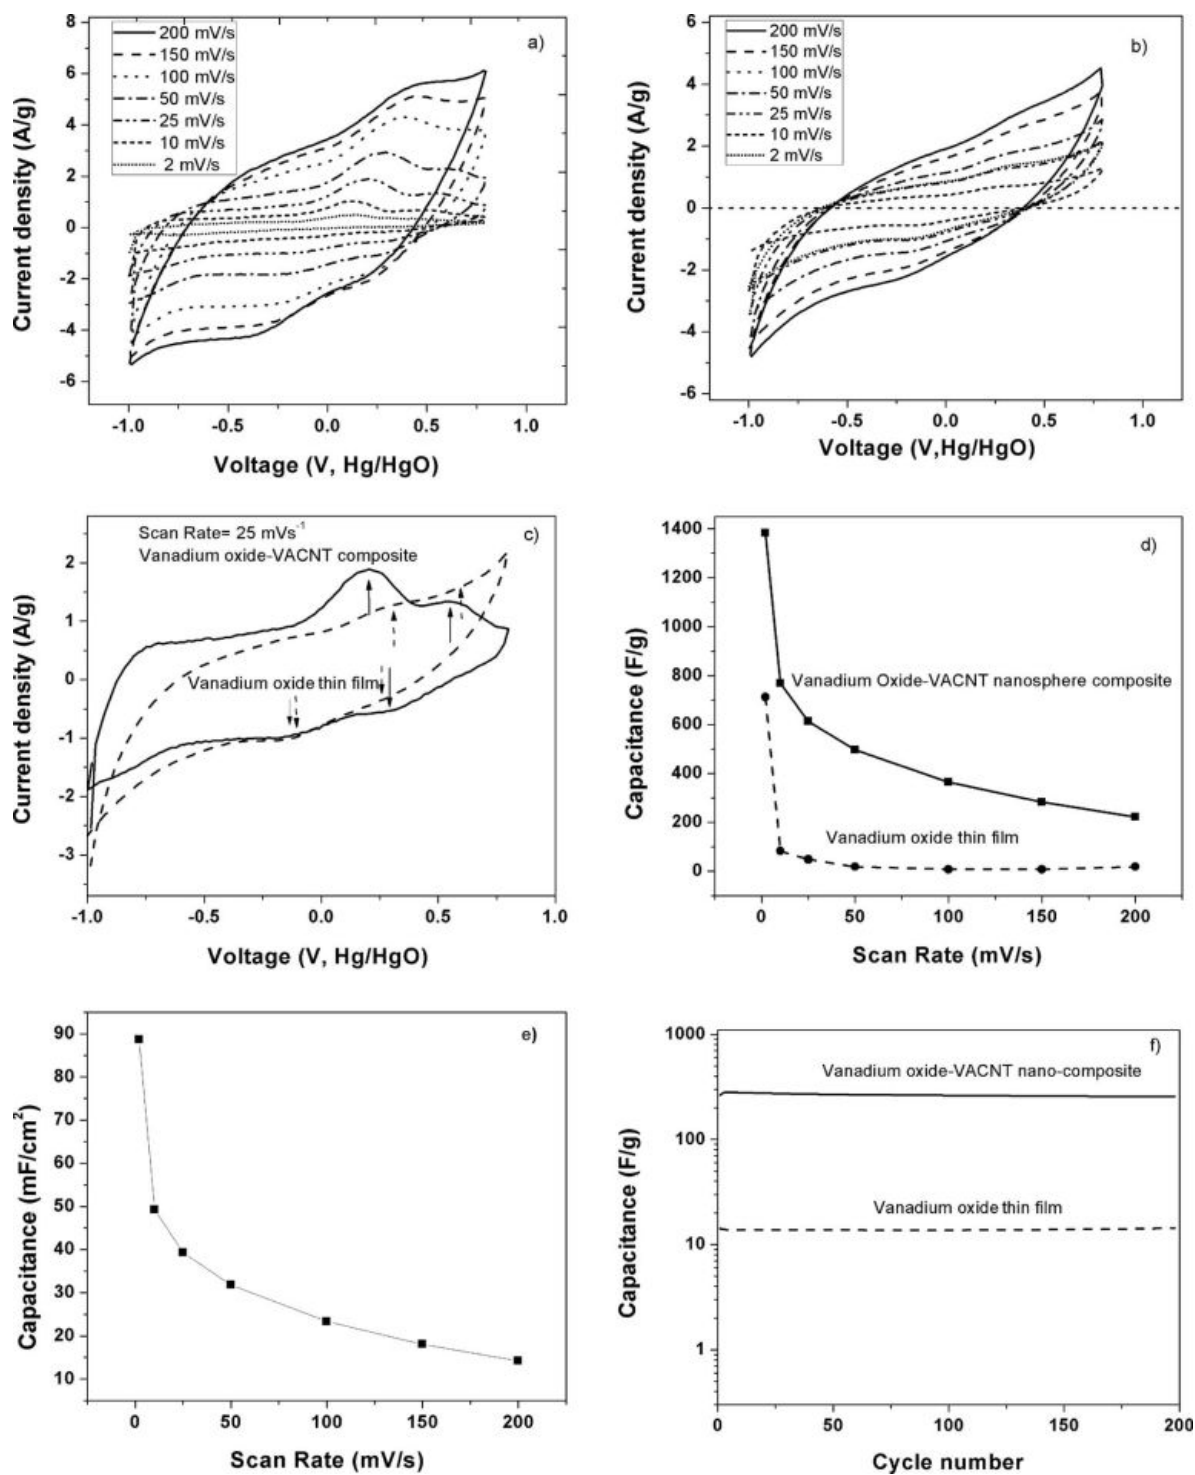 a)
200 mV/s
150 mV/s
100 mV/s
50 mV/s
25 mV/s
10 mV/s
2 mV/s
8
6
4
2
0
-2
-4
-6
Current density (A/g)
-1.0 -0.5 0.0 0.5 1.0
Voltage (V, Hg/HgO)
b)
200 mV/s
150 mV/s
100 mV/s
50 mV/s
25 mV/s
10 mV/s
2 mV/s
6
4
2
0
-2
-4
-6
Current density (A/g)
-1.0 -0.5 0.0 0.5 1.0
Voltage (V,Hg/HgO)
c)
Scan Rate= 25 mVs-1
Vanadium oxide-VACNT composite
Vanadium oxide thin film
2
1
0
-1
-2
-3
Current density (A/g)
-1.0 -0.5 0.0 0.5 1.0
Voltage (V, Hg/HgO)
d)
Vanadium Oxide-VACNT nanosphere composite
Vanadium oxide thin film
1400
1200
1000
800
600
400
200
0
Capacitance (F/g)
0 50 100 150 200
Scan Rate (mV/s)
e)
90
80
70
60
50
40
30
20
10
Capacitance (mF/cm2)
0 50 100 150 200
Scan Rate (mV/s)
f)
Vanadium oxide-VACNT nano-composite
Vanadium oxide thin film
1000
100
10
1
Capacitance (F/g)
0 50 100 150 200
Cycle number